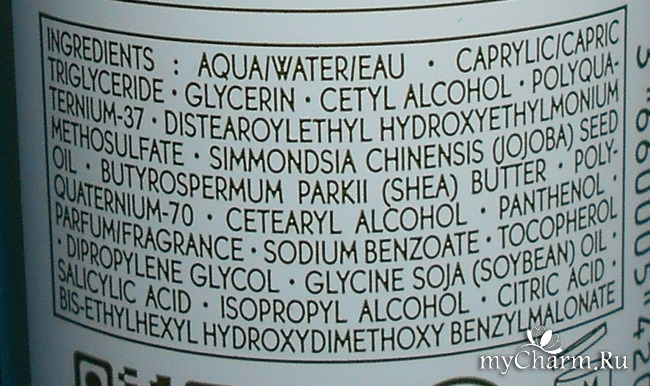 INGREDIENTS : AQUA/WATER/EAU · CAPRYLIC/CAPRIC
TRIGLYCERIDE · GLYCERIN · CETYL ALCOHOL · POLYQUA-
TERNIUM-37 · DISTEAROYLETHYL HYDROXYETHYLMONIUM
METHOSULFATE · SIMMONDSIA CHINENSIS (JOJOBA) SEED
OIL · BUTYROSPERMUM PARKII (SHEA) BUTTER · POLY-
QUATERNIUM-70 · CETEARYL ALCOHOL · PANTHENOL ·
PARFUM/FRAGRANCE · SODIUM BENZOATE · TOCOPHEROL
· DIPROPYLENE GLYCOL · GLYCINE SOJA (SOYBEAN) OIL ·
SALICYLIC ACID · ISOPROPYL ALCOHOL · CITRIC ACID ·
BIS-ETHYLHEXYL HYDROXYDIMETHOXY BENZYLMALONATE
myCharm.Ru